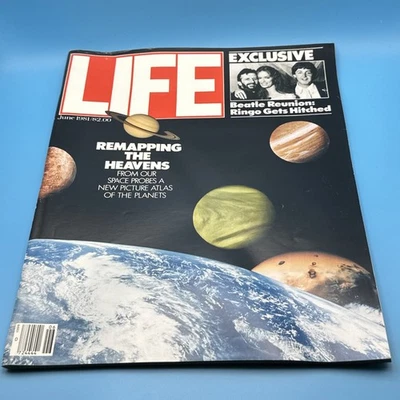 LIFE
EXCLUSIVE
Beatle Reunion:
Ringo Gets Hitched
June 1981/$2.00
REMAPPING
THE
HEAVENS
FROM OUR
SPACE PROBES A
NEW PICTURE ATLAS
OF THE PLANETS